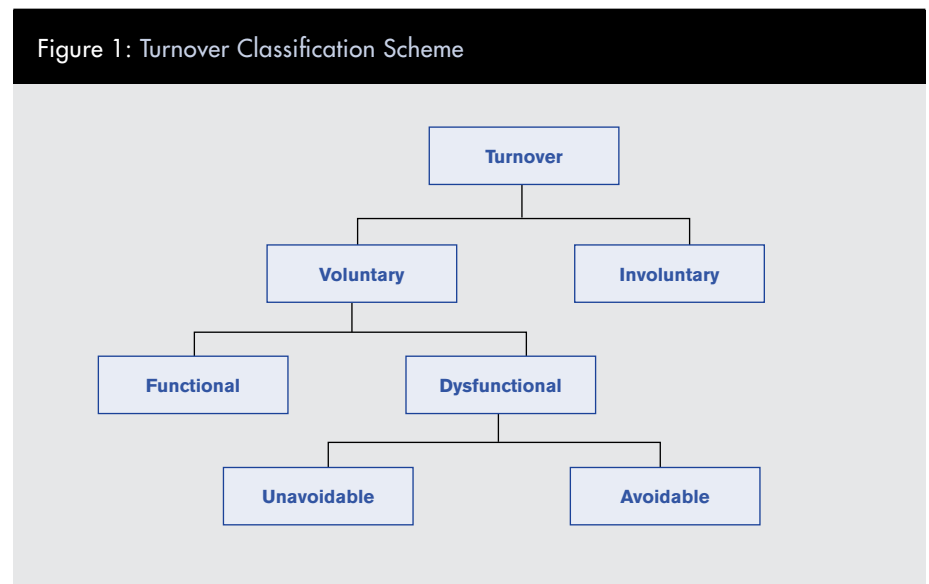 Figure 1: Turnover Classification Scheme
Turnover
Voluntary
Involuntary
Functional
Dysfunctional
Unavoidable
Avoidable